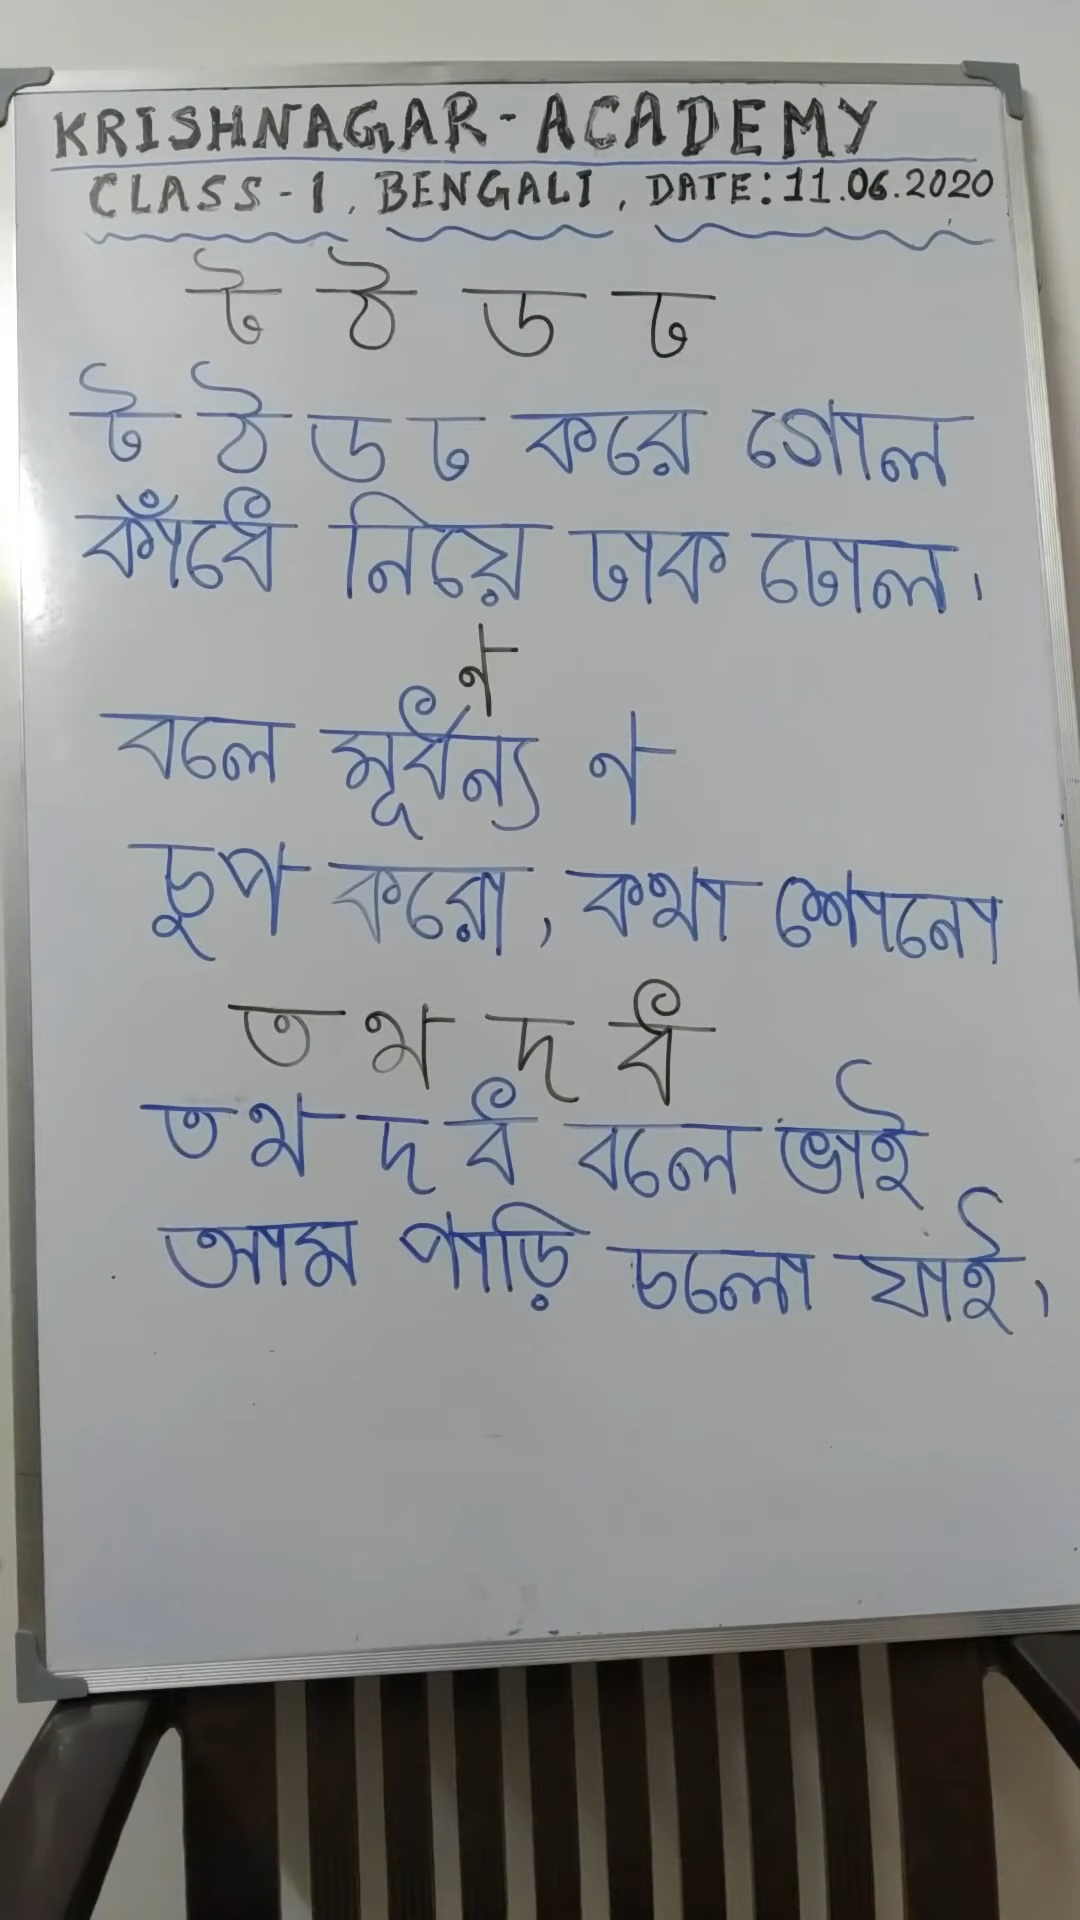 KRISHNAGAR-ACADEMY
CLASS-1, BENGALI, DATE:11.06.2020
ট ঠ ড ঢ
ট ঠ ড ঢ করে গোল
কাঁধে নিয়ে ঢাক ঢোল।
ণ
বলে মূর্ধন্য ণ
চুপ করো, কথা শোনো
ত থ দ ধ
ত থ দ ধ বলে ভাই
আম পাড়ি চলো যাই।